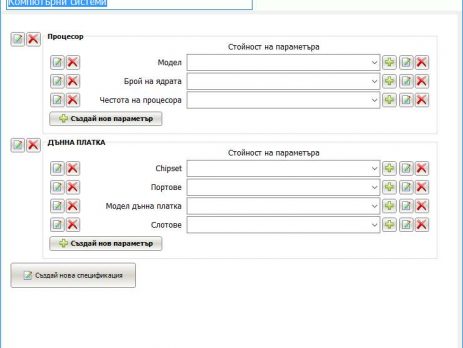 Компютърни системи
Процесор
Стойност на параметъра
Модел
Брой на ядрата
Честота на процесора
Създай нов параметър
ДЪННА ПЛАТКА
Стойност на параметъра
Chipset
Портове
Модел дънна платка
Слотове
Създай нов параметър
Създай нова спецификация